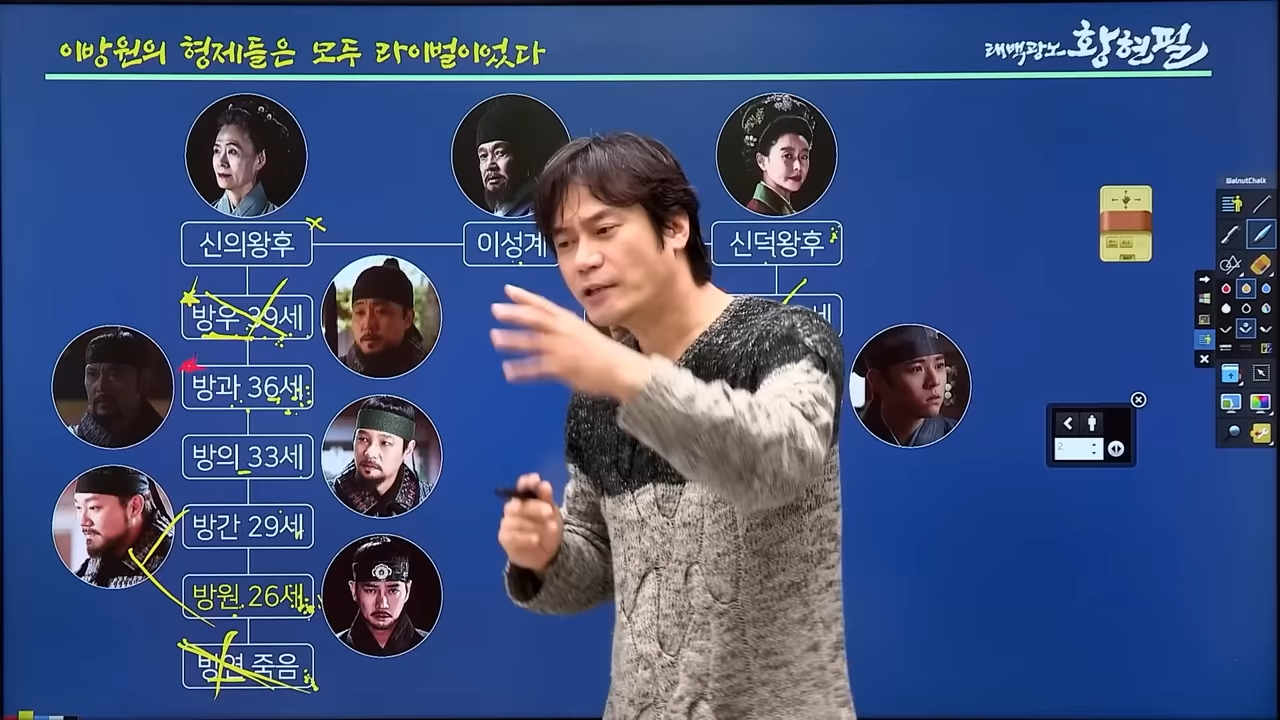 이방원의 형제들은 모두 라이벌이었다
태백광노 황현필
신의왕후
이성계
신덕왕후
방우 39세
세
방과 36세
방의 33세
방간 29세
방원 26세
방연 죽음
WalnutChalk
2